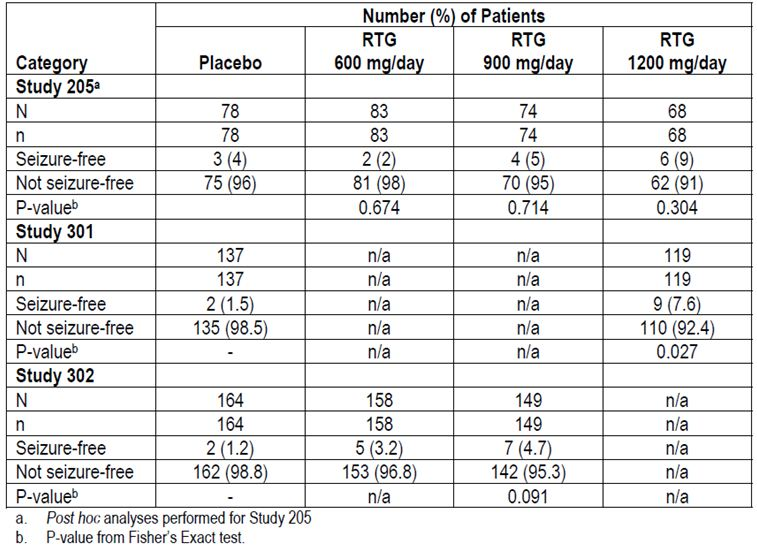 Number (%) of Patients
Category Placebo RTG 600 mg/day RTG 900 mg/day RTG 1200 mg/day
Study 205a
N 78 83 74 68
n 78 83 74 68
Seizure-free 3 (4) 2 (2) 4 (5) 6 (9)
Not seizure-free 75 (96) 81 (98) 70 (95) 62 (91)
P-valueb 0.674 0.714 0.304
Study 301
N 137 n/a n/a 119
n 137 n/a n/a 119
Seizure-free 2 (1.5) n/a n/a 9 (7.6)
Not seizure-free 135 (98.5) n/a n/a 110 (92.4)
P-valueb - n/a n/a 0.027
Study 302
N 164 158 149 n/a
n 164 158 149 n/a
Seizure-free 2 (1.2) 5 (3.2) 7 (4.7) n/a
Not seizure-free 162 (98.8) 153 (96.8) 142 (95.3) n/a
P-valueb - n/a 0.091 n/a
a. Post hoc analyses performed for Study 205
b. P-value from Fisher's Exact test.